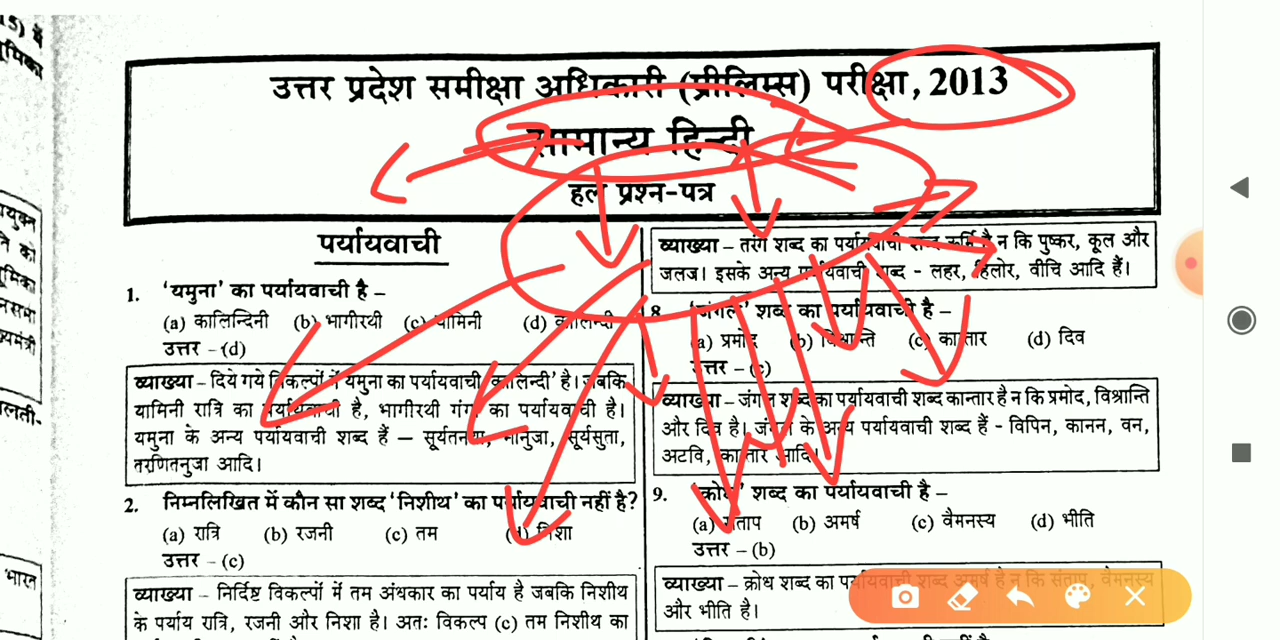 15) में
भूमिका
उत्तर प्रदेश समीक्षा अधिकारी (प्रीलिम्स) परीक्षा, 2013
सामान्य हिन्दी
हल प्रश्न-पत्र
पर्यायवाची
1. 'यमुना' का पर्यायवाची है –
(a) कालिन्दिनी (b) भागीरथी (c) यामिनी (d) कालिन्दी
उत्तर – (d)
व्याख्या – दिये गये विकल्पों में यमुना का पर्यायवाची 'कालिन्दी' है। जबकि
यामिनी रात्रि का पर्यायवाची है, भागीरथी गंगा का पर्यायवाची है।
यमुना के अन्य पर्यायवाची शब्द हैं – सूर्यतनया, भानुजा, सूर्यसुता,
तरणितनुजा आदि।
2. निम्नलिखित में कौन सा शब्द 'निशीथ' का पर्यायवाची नहीं है?
(a) रात्रि (b) रजनी (c) तम (d) निशा
उत्तर – (c)
व्याख्या – निर्दिष्ट विकल्पों में तम अंधकार का पर्याय है जबकि निशीथ
के पर्याय रात्रि, रजनी और निशा है। अतः विकल्प (c) तम निशीथ का
व्याख्या – तरंग शब्द का पर्यायवाची शब्द ऊर्मि है न कि पुष्कर, कूल और
जलज। इसके अन्य पर्यायवाची शब्द - लहर, हिलोर, वीचि आदि हैं।
8. 'जंगल' शब्द का पर्यायवाची है –
(a) प्रमोद (b) विश्रान्ति (c) कान्तार (d) दिव
उत्तर – (c)
व्याख्या – जंगल शब्द का पर्यायवाची शब्द कान्तार है न कि प्रमोद, विश्रान्ति
और दिव है। जंगल के अन्य पर्यायवाची शब्द हैं - विपिन, कानन, वन,
अटवि, कान्तार आदि।
9. 'क्रोध' शब्द का पर्यायवाची है –
(a) संताप (b) अमर्ष (c) वैमनस्य (d) भीति
उत्तर – (b)
व्याख्या – क्रोध शब्द का पर्यायवाची शब्द अमर्ष है न कि संताप, वैमनस्य
और भीति है।